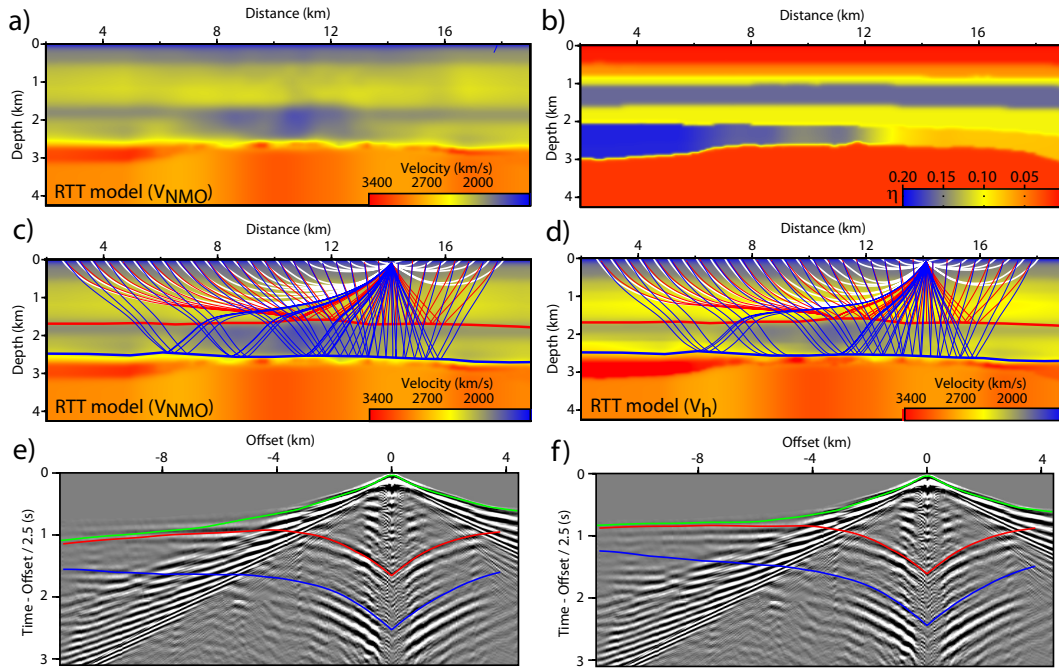 a)
Distance (km)
4 8 12 16
0
1
2
3
4
Depth (km)
RTT model (VNMO)
Velocity (km/s)
3400 2700 2000
b)
Distance (km)
4 8 12 16
0
1
2
3
4
Depth (km
η
0.20 0.15 0.10 0.05
c)
Distance (km)
4 8 12 16
0
1
2
3
4
Depth (km)
RTT model (VNMO)
Velocity (km/s)
3400 2700 2000
d)
Distance (km)
4 8 12 16
0
1
2
3
4
Depth (km)
RTT model (Vh)
Velocity (km/s)
3400 2700 2000
e)
Offset (km)
-8 -4 0 4
0
1
2
3
Time - Offset / 2.5 (s)
f)
Offset (km)
-8 -4 0 4
0
1
2
3
Time - Offset / 2.5 (s)